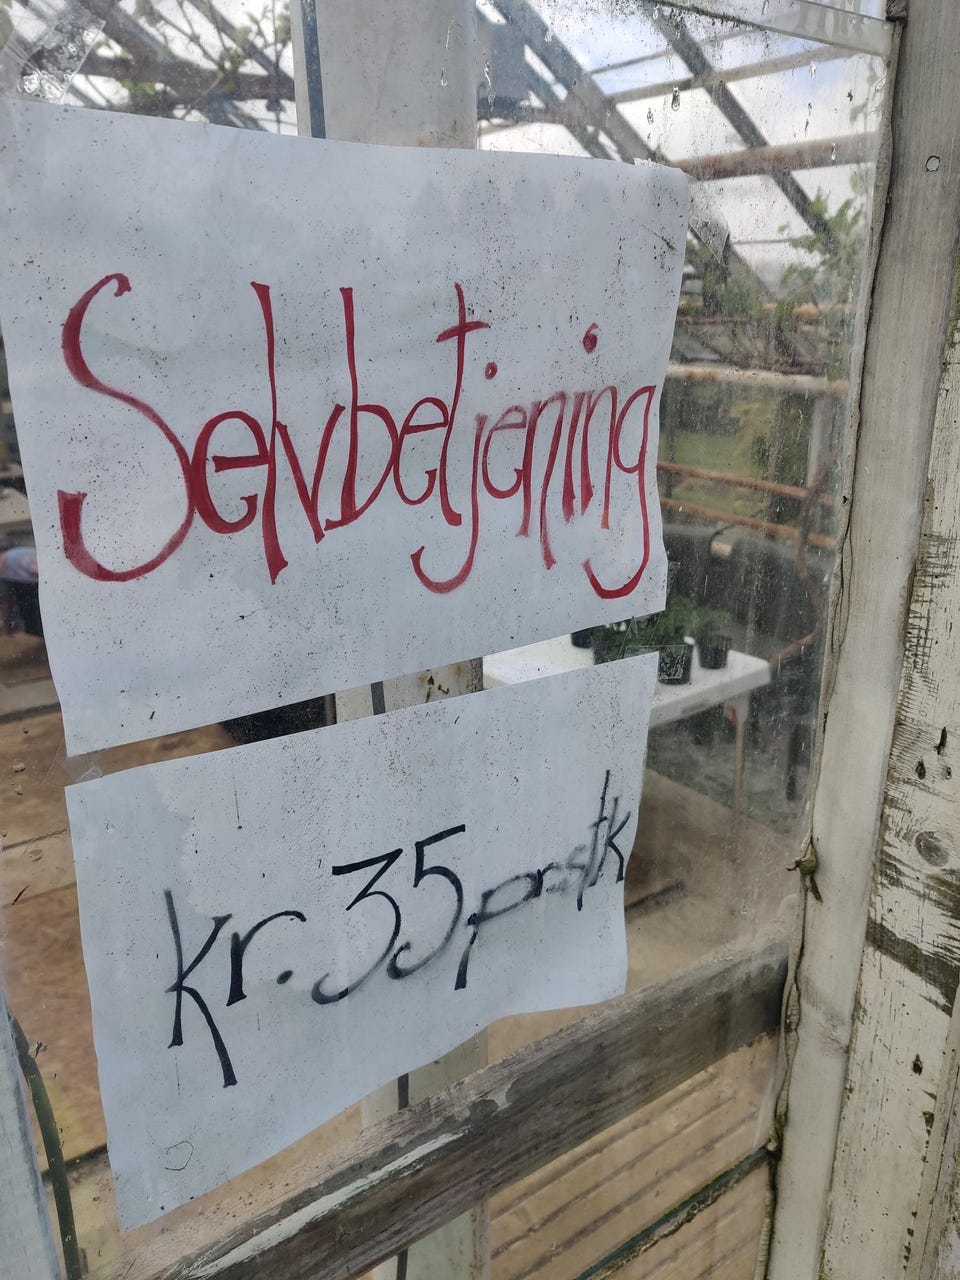 Selvbetjening
kr. 35 pr stk